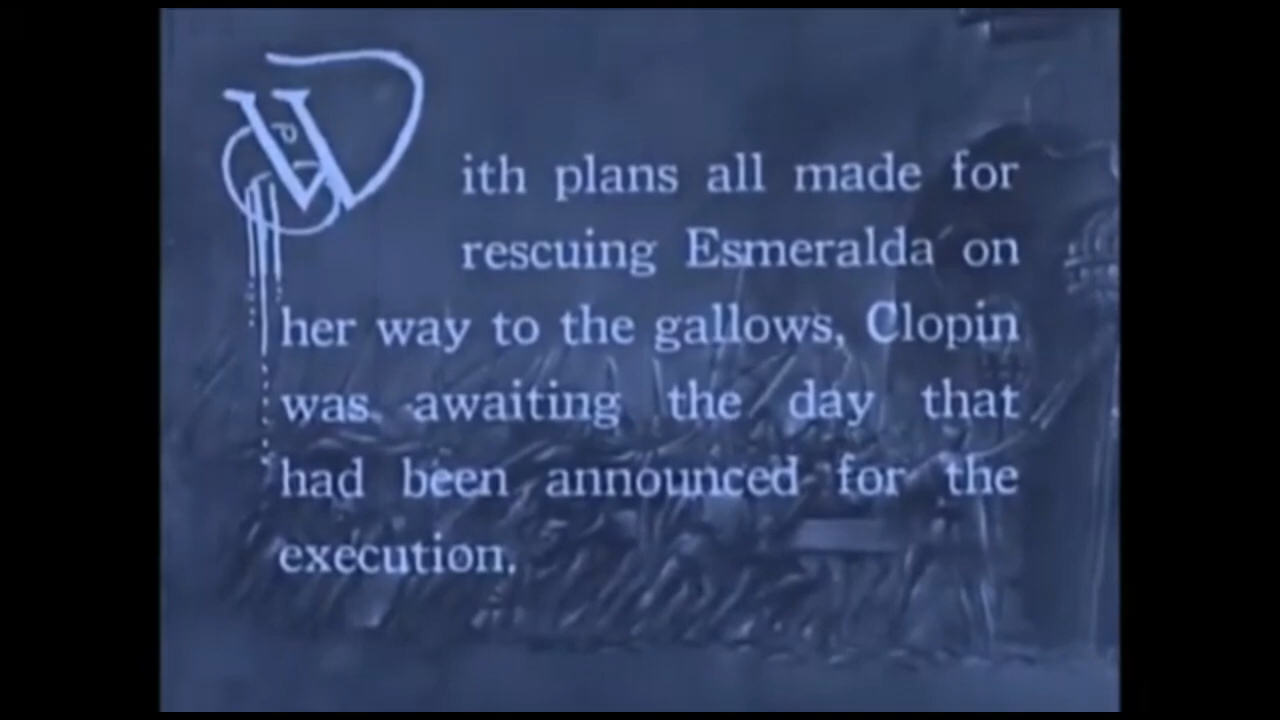 With plans all made for
rescuing Esmeralda on
her way to the gallows, Clopin
was awaiting the day that
had been announced for the
execution.